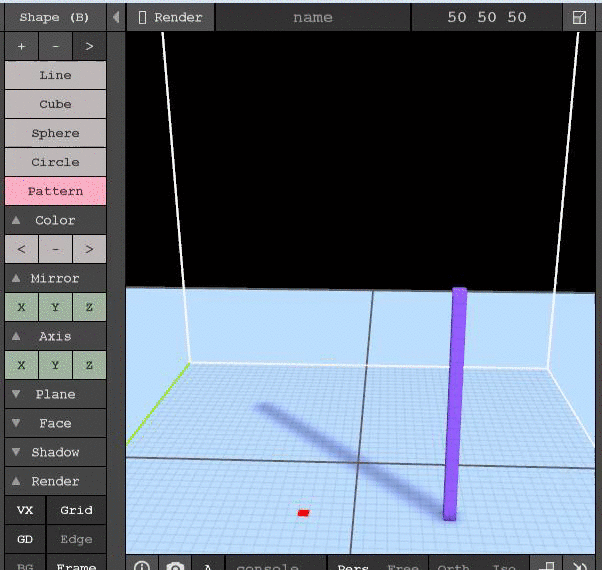 Shape (B)
Render
name
50 50 50
+ - >
Line
Cube
Sphere
Circle
Pattern
Color
< - >
Mirror
X Y Z
Axis
X Y Z
Plane
Face
Shadow
Render
VX Grid
GD Edge
BG Frame
A console Pers Free Orth Iso